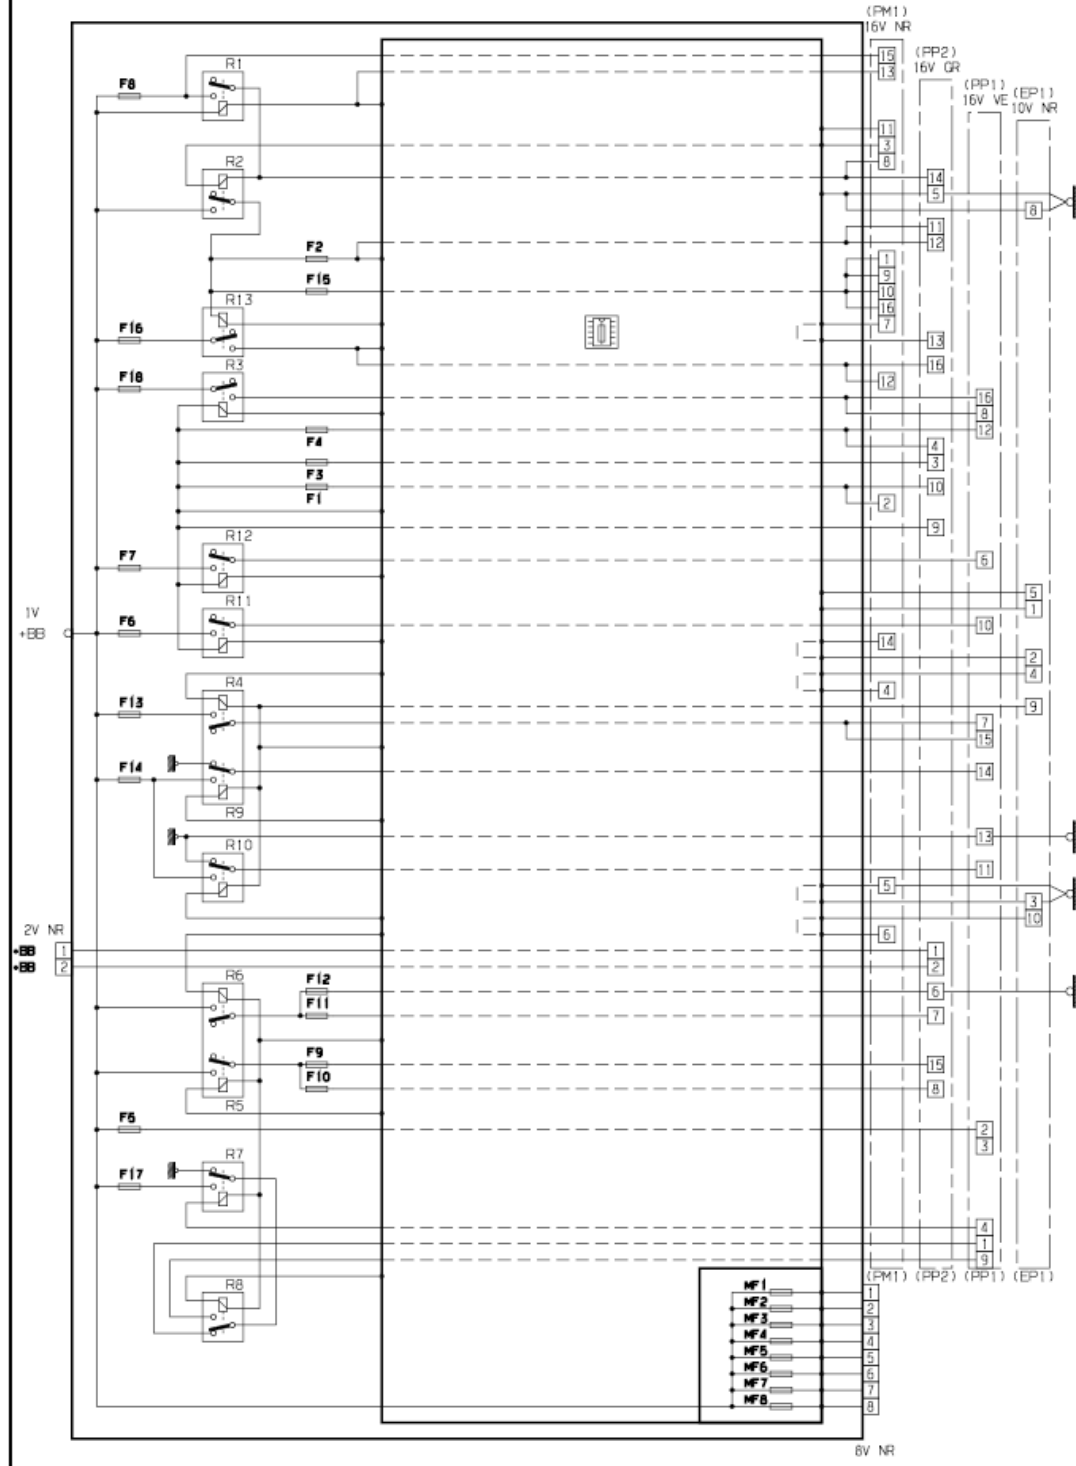 (PM1)
16V NR
(PP2)
16V GR
(PP1)
16V VE
(EP1)
10V NR
R1
15
13
F8
11
3
R2
8
14
5
8
11
F2
12
1
F15
9
R13
10
16
F16
7
13
R3
16
F18
12
16
8
12
F4
4
3
F3
10
F1
2
9
R12
F7
6
5
1V
R11
1
+BB
F6
10
14
2
R4
4
4
F13
9
7
15
F14
14
R9
13
R10
11
5
3
10
2V NR
6
+BB
1
1
+BB
2
2
R6
F12
6
F11
7
F9
15
F10
8
R5
F5
2
3
R7
F17
4
1
9
R8
(PM1)
(PP2)
(PP1)
(EP1)
MF1
1
MF2
2
MF3
3
MF4
4
MF5
5
MF6
6
MF7
7
MF8
8
8V NR